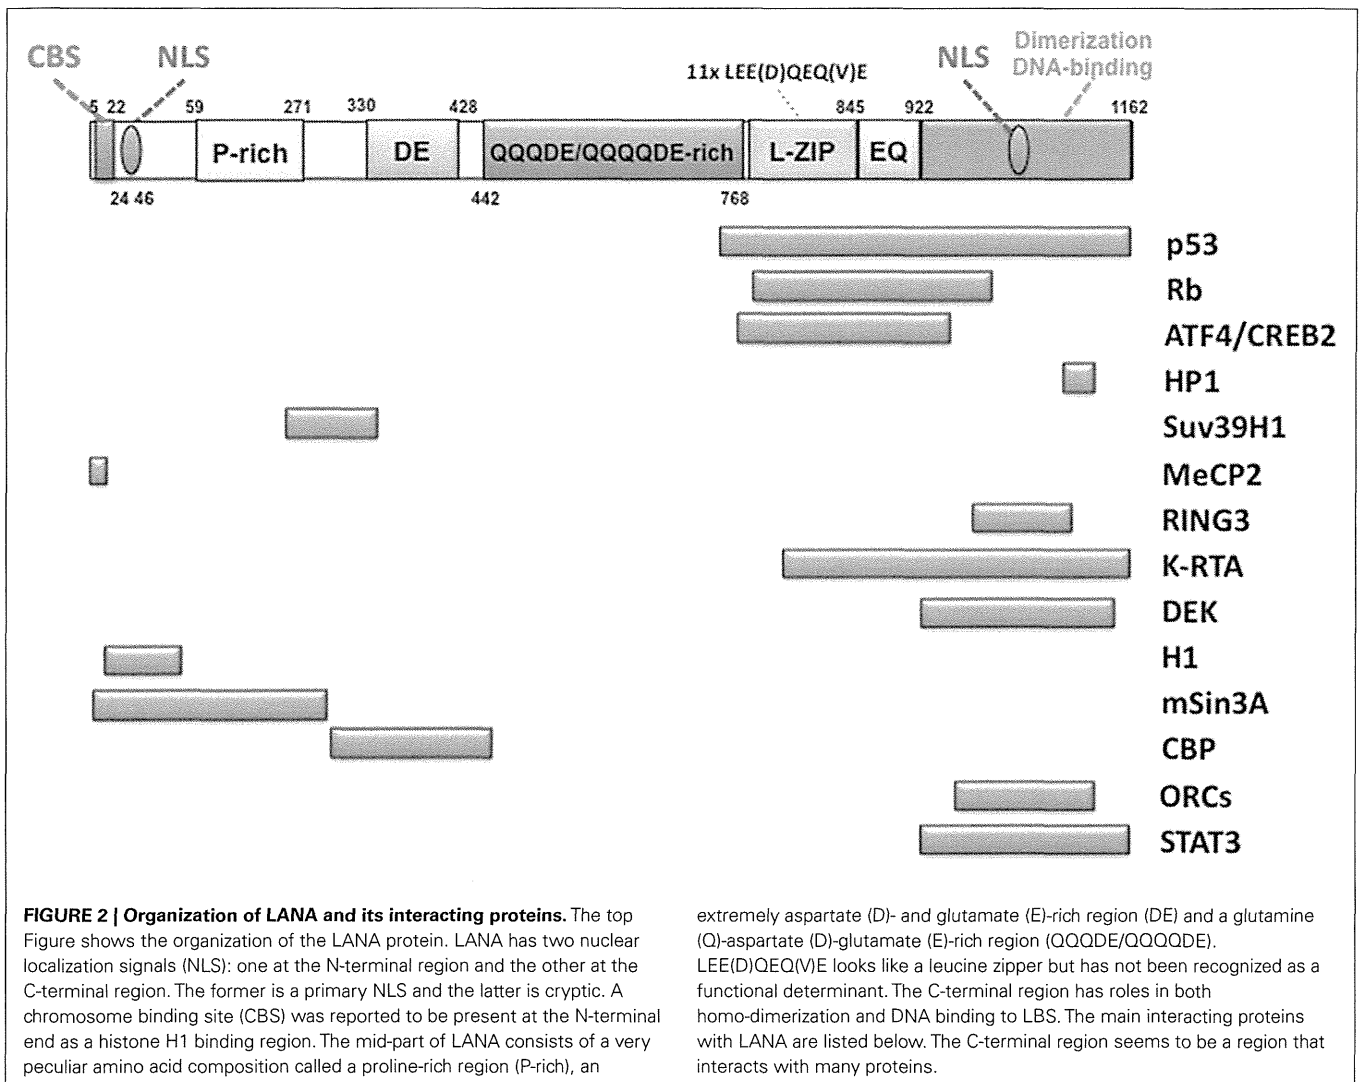 CBS
NLS
NLS
Dimerization
DNA-binding
11x LEE(D)QEQ(V)E
5 22 59 271 330 428 845 922 1162
P-rich DE QQQDE/QQQQDE-rich L-ZIP EQ
24 46 442 768
p53
Rb
ATF4/CREB2
HP1
Suv39H1
MeCP2
RING3
K-RTA
DEK
H1
mSin3A
CBP
ORCs
STAT3
FIGURE 2 | Organization of LANA and its interacting proteins. The top
Figure shows the organization of the LANA protein. LANA has two nuclear
localization signals (NLS): one at the N-terminal region and the other at the
C-terminal region. The former is a primary NLS and the latter is cryptic. A
chromosome binding site (CBS) was reported to be present at the N-terminal
end as a histone H1 binding region. The mid-part of LANA consists of a very
peculiar amino acid composition called a proline-rich region (P-rich), an
extremely aspartate (D)- and glutamate (E)-rich region (DE) and a glutamine
(Q)-aspartate (D)-glutamate (E)-rich region (QQQDE/QQQQDE).
LEE(D)QEQ(V)E looks like a leucine zipper but has not been recognized as a
functional determinant. The C-terminal region has roles in both
homo-dimerization and DNA binding to LBS. The main interacting proteins
with LANA are listed below. The C-terminal region seems to be a region that
interacts with many proteins.